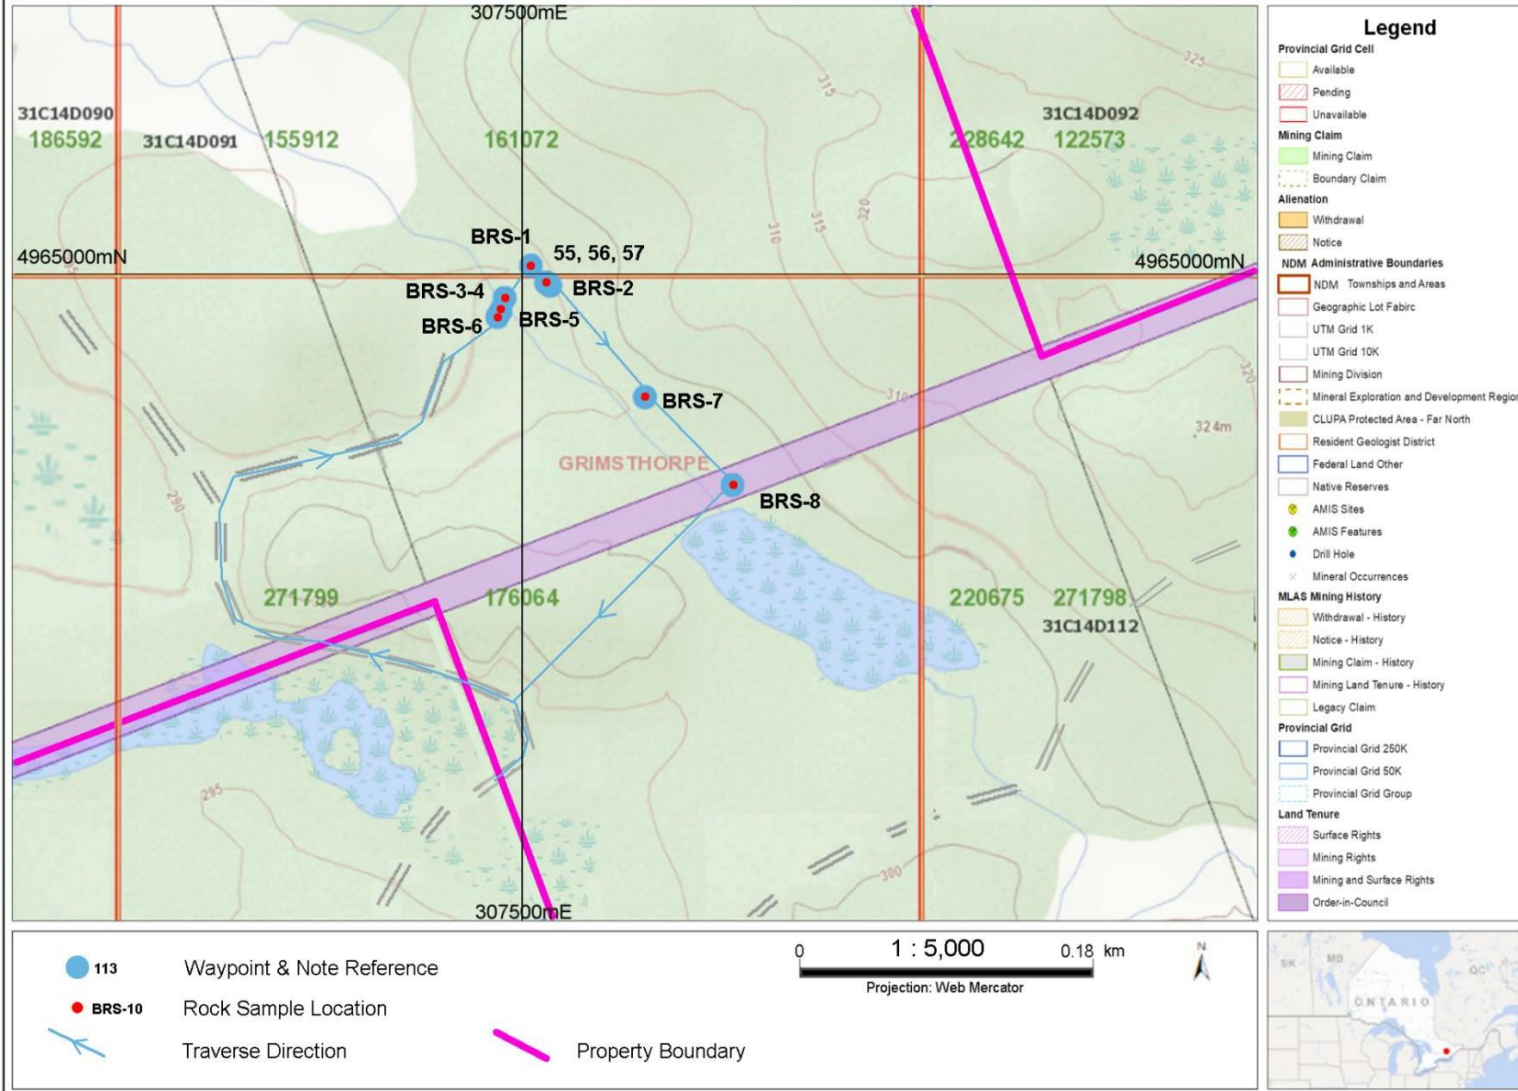 307500mE
325
315
31C14D090
186592
31C14D091
155912
161072
31C14D092
228642
122573
320
315
310
BRS-1
55, 56, 57
4965000mN
4965000mN
BRS-3-4
BRS-2
BRS-6
BRS-5
320
BRS-7
310
324m
GRIMSTHORPE
290
BRS-8
271799
176064
220675
271798
31C14D112
295
300
307500mE
Legend
Provincial Grid Cell
Available
Pending
Unavailable
Mining Claim
Mining Claim
Boundary Claim
Alienation
Withdrawal
Notice
NDM Administrative Boundaries
NDM Townships and Areas
Geographic Lot Fabirc
UTM Grid 1K
UTM Grid 10K
Mining Division
Mineral Exploration and Development Region
CLUPA Protected Area - Far North
Resident Geologist District
Federal Land Other
Native Reserves
AMIS Sites
AMIS Features
Drill Hole
Mineral Occurrences
MLAS Mining History
Withdrawal - History
Notice - History
Mining Claim - History
Mining Land Tenure - History
Legacy Claim
Provincial Grid
Provincial Grid 250K
Provincial Grid 50K
Provincial Grid Group
Land Tenure
Surface Rights
Mining Rights
Mining and Surface Rights
Order-in-Council
113 Waypoint & Note Reference
BRS-10 Rock Sample Location
Traverse Direction
Property Boundary
0 1 : 5,000 0.18 km
Projection: Web Mercator
N
SK
MB
QC
ONTARIO